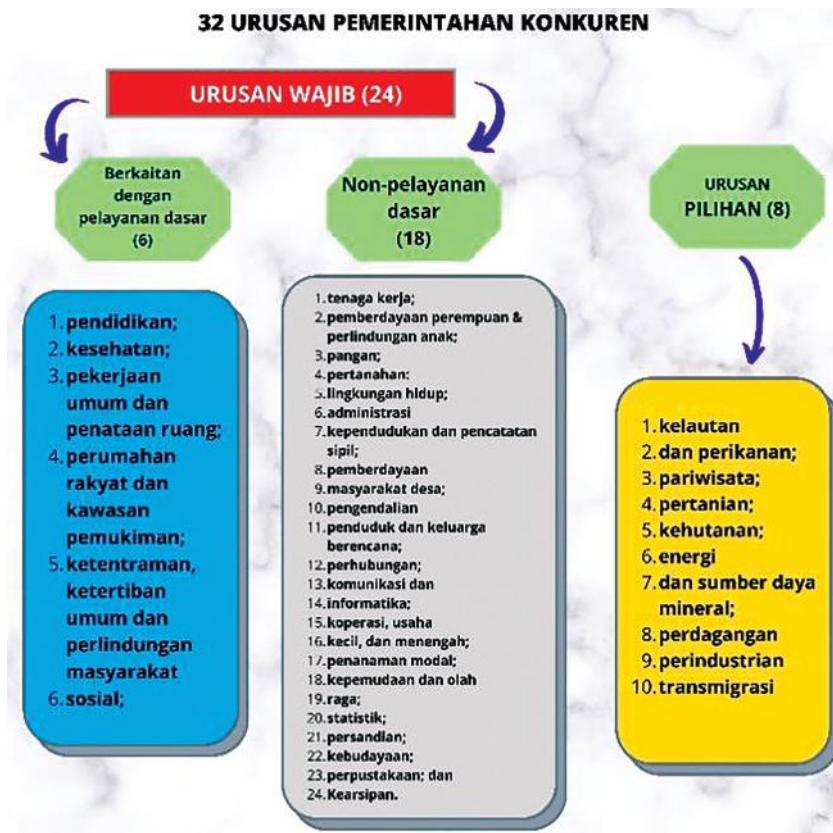 32 URUSAN PEMERINTAHAN KONKUREN
URUSAN WAJIB (24)
Berkaitan
dengan
pelayanan dasar
(6)
Non-pelayanan
dasar
(18)
URUSAN
PILIHAN (8)
1. pendidikan;
2. kesehatan;
3. pekerjaan
umum dan
penataan ruang;
4. perumahan
rakyat dan
kawasan
pemukiman;
5. ketentraman,
ketertiban
umum dan
perlindungan
masyarakat
6. sosial;
1. tenaga kerja;
2. pemberdayaan perempuan &
perlindungan anak;
3. pangan;
4. pertanahan:
5. lingkungan hidup;
6. administrasi
7. kependudukan dan pencatatan
sipil;
8. pemberdayaan
9. masyarakat desa;
10. pengendalian
11. penduduk dan keluarga
berencana;
12. perhubungan;
13. komunikasi dan
14. informatika;
15. koperasi, usaha
16. kecil, dan menengah;
17. penanaman modal;
18. kepemudaan dan olah
19. raga;
20. statistik;
21. persandian;
22. kebudayaan;
23. perpustakaan; dan
24. Kearsipan.
1. kelautan
2. dan perikanan;
3. pariwisata;
4. pertanian;
5. kehutanan;
6. energi
7. dan sumber daya
mineral;
8. perdagangan
9. perindustrian
10. transmigrasi